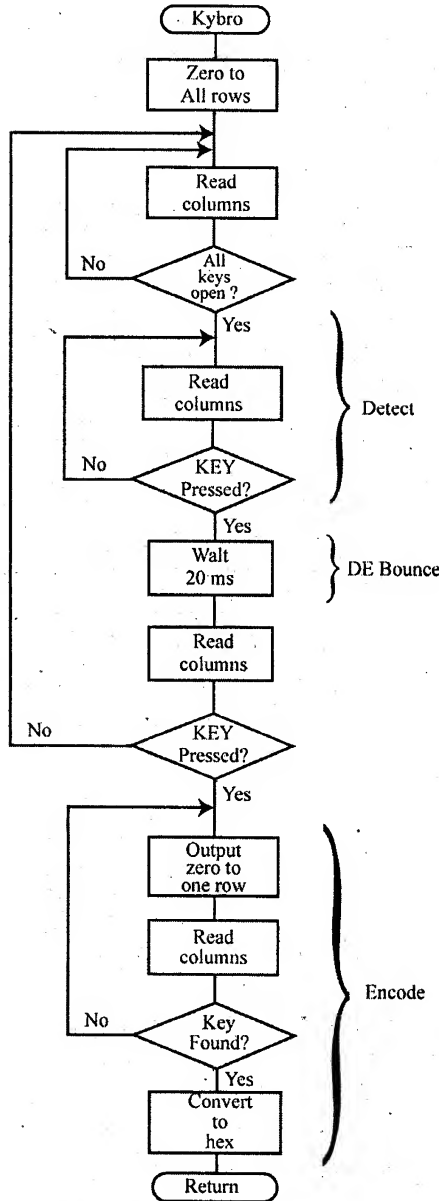 Kybro
Zero to
All rows
Read
columns
No
All
keys
open ?
Yes
Read
columns
Detect
No
KEY
Pressed?
Yes
Walt
20 ms
DE Bounce
Read
columns
No
KEY
Pressed?
Yes
Output
zero to
one row
Read
columns
Encode
No
Key
Found?
Yes
Convert
to
hex
Return